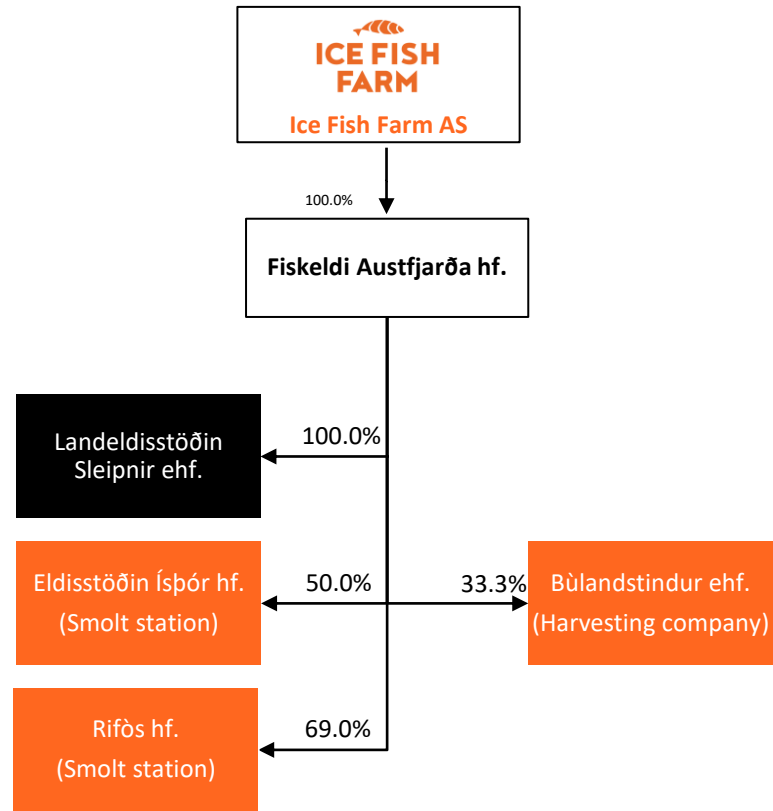 ICE FISH
FARM
Ice Fish Farm AS
100.0%
Fiskeldi Austfjarða hf.
Landeldisstöðin
Sleipnir ehf.
100.0%
Eldisstöðin Ísþór hf.
(Smolt station)
50.0%
33.3%
Bùlandstindur ehf.
(Harvesting company)
Rifòs hf.
(Smolt station)
69.0%